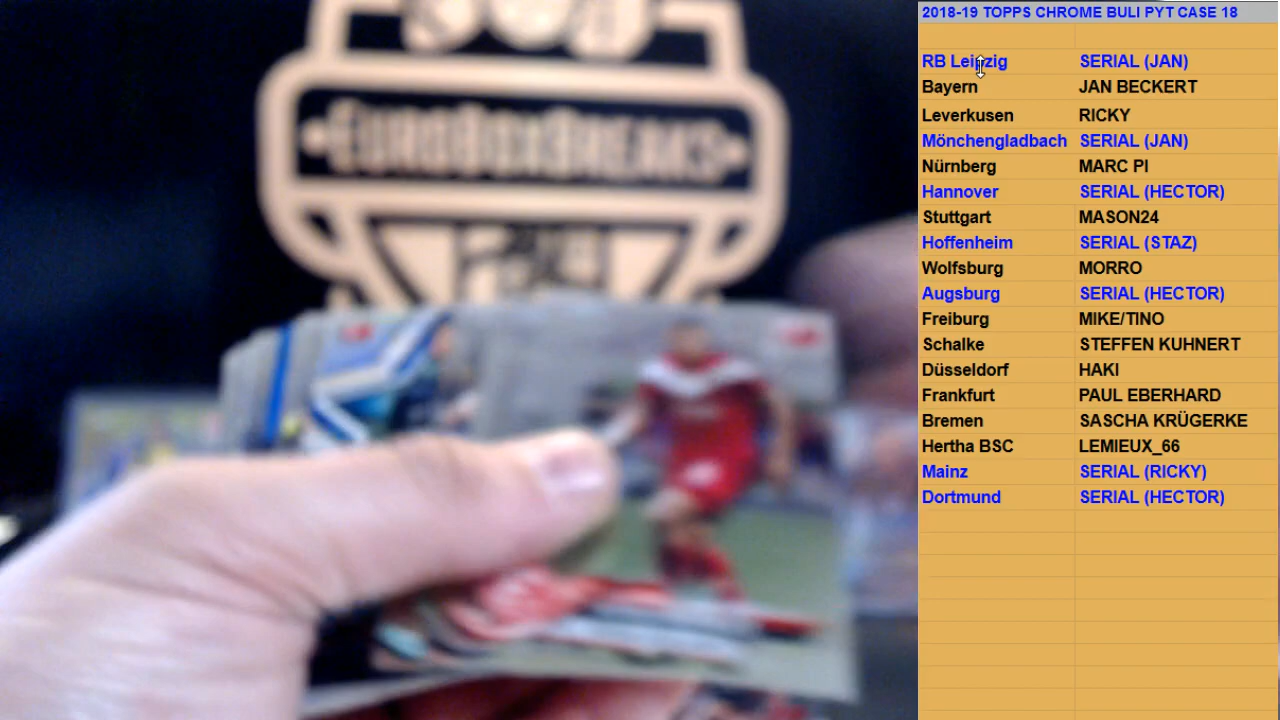 EUROBOXBREAKS
2018-19 TOPPS CHROME BULI PYT CASE 18
RB Leipzig SERIAL (JAN)
Bayern JAN BECKERT
Leverkusen RICKY
Mönchengladbach SERIAL (JAN)
Nürnberg MARC PI
Hannover SERIAL (HECTOR)
Stuttgart MASON24
Hoffenheim SERIAL (STAZ)
Wolfsburg MORRO
Augsburg SERIAL (HECTOR)
Freiburg MIKE/TINO
Schalke STEFFEN KUHNERT
Düsseldorf HAKI
Frankfurt PAUL EBERHARD
Bremen SASCHA KRÜGERKE
Hertha BSC LEMIEUX_66
Mainz SERIAL (RICKY)
Dortmund SERIAL (HECTOR)